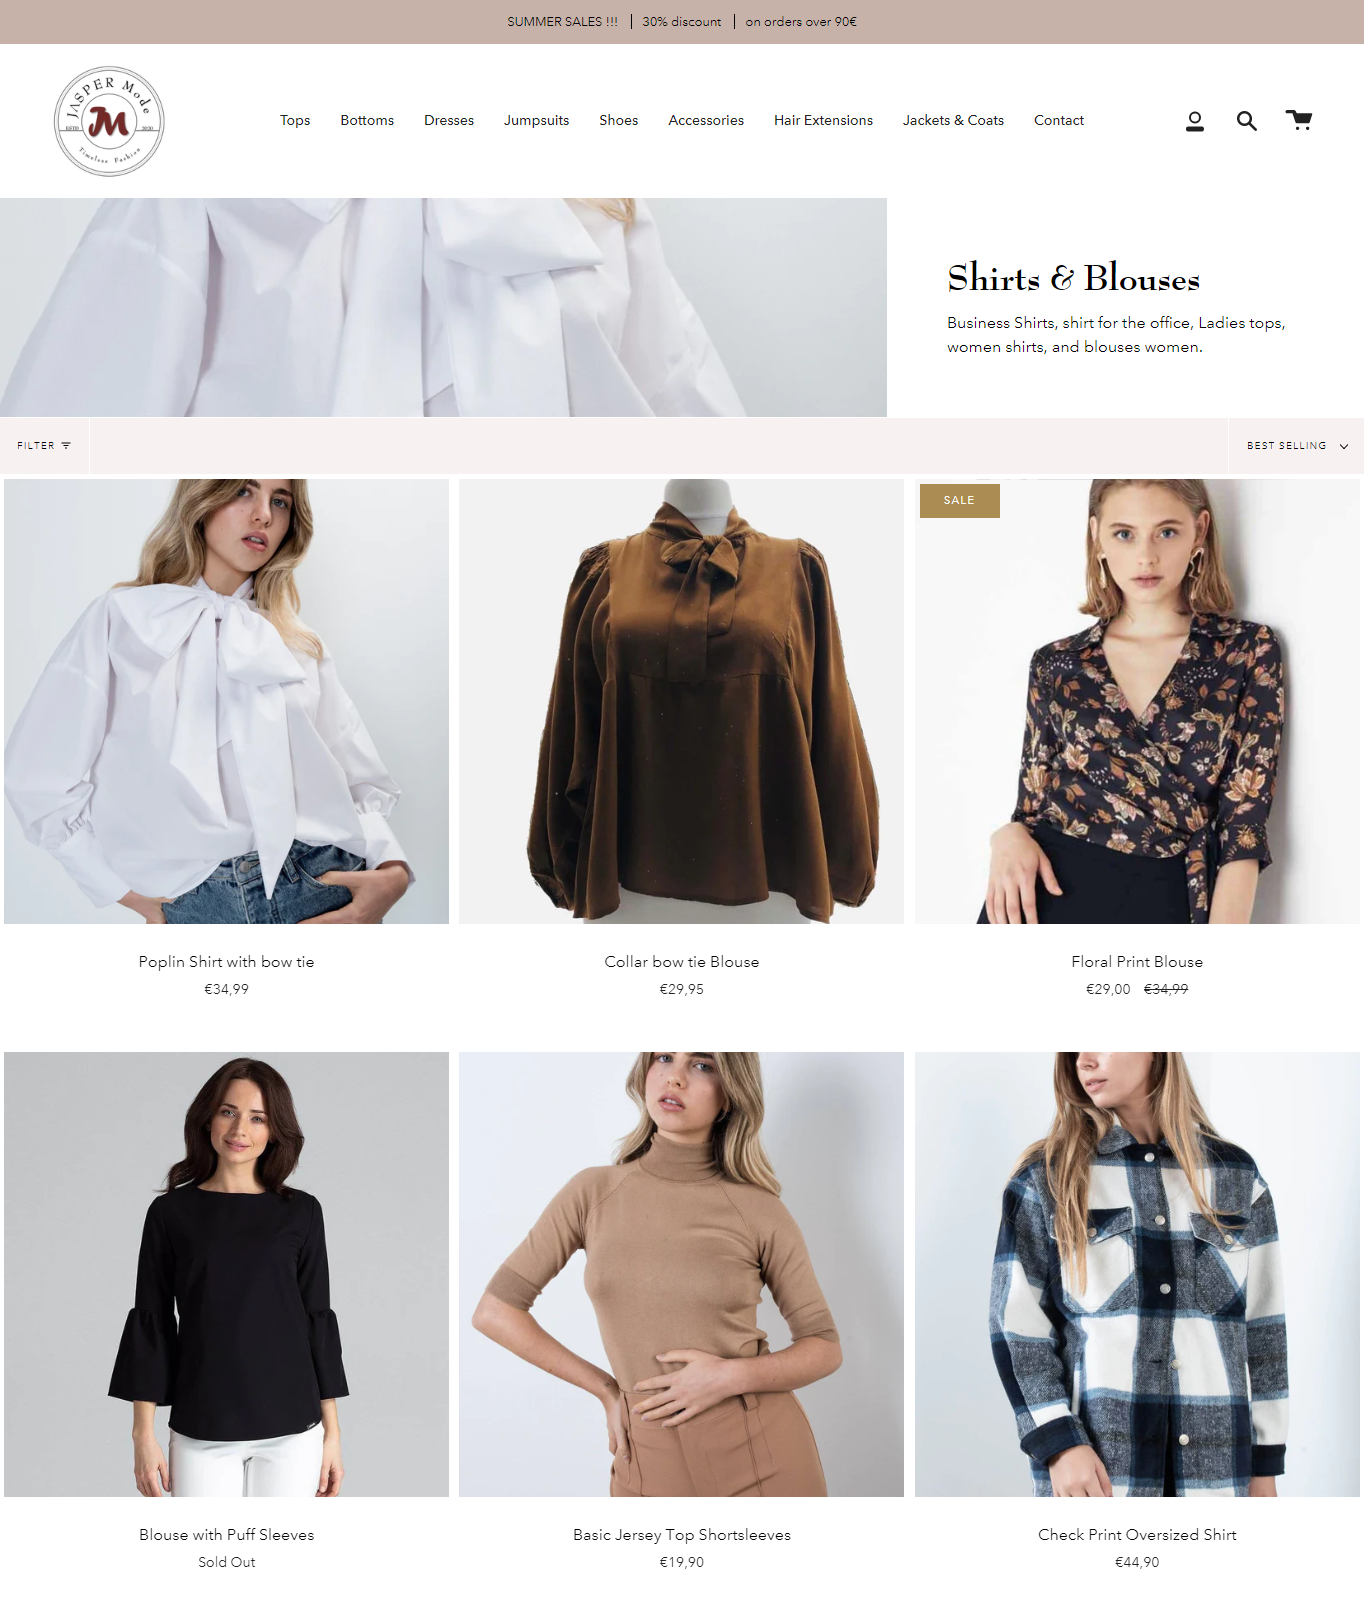 SUMMER SALES !!! | 30% discount | on orders over 90€
JASPER Mode
JM
ESTD 2020
Timeless Fashion
Tops Bottoms Dresses Jumpsuits Shoes Accessories Hair Extensions Jackets & Coats Contact
Shirts & Blouses
Business Shirts, shirt for the office, Ladies tops,
women shirts, and blouses women.
FILTER BEST SELLING
SALE
Poplin Shirt with bow tie Collar bow tie Blouse Floral Print Blouse
€34,99 €29,95 €29,00 €34,99
Blouse with Puff Sleeves Basic Jersey Top Shortsleeves Check Print Oversized Shirt
Sold Out €19,90 €44,90